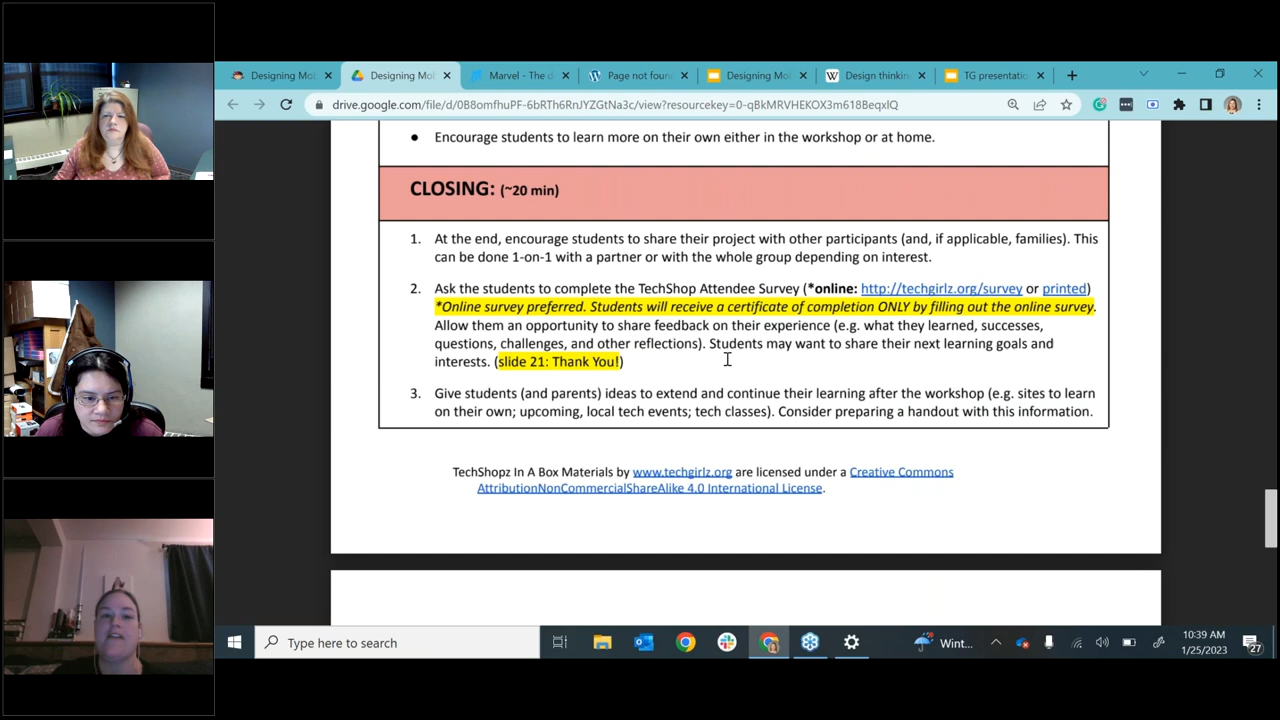 Designing Mo
Designing Mol
Marvel - The d
Page not foun
Designing Mo
Design thinkin
TG presentatio
drive.google.com/file/d/0B8omfhuPF-6bRTh6RnJYZGtNa3c/view?resourcekey=0-qBkMRVHEKOX3m618BeqxlQ
● Encourage students to learn more on their own either in the workshop or at home.
CLOSING: (~20 min)
1. At the end, encourage students to share their project with other participants (and, if applicable, families). This
can be done 1-on-1 with a partner or with the whole group depending on interest.
2. Ask the students to complete the TechShop Attendee Survey (*online: http://techgirlz.org/survey or printed)
*Online survey preferred. Students will receive a certificate of completion ONLY by filling out the online survey.
Allow them an opportunity to share feedback on their experience (e.g. what they learned, successes,
questions, challenges, and other reflections). Students may want to share their next learning goals and
interests. (slide 21: Thank You!)
3. Give students (and parents) ideas to extend and continue their learning after the workshop (e.g. sites to learn
on their own; upcoming, local tech events; tech classes). Consider preparing a handout with this information.
TechShopz In A Box Materials by www.techgirlz.org are licensed under a Creative Commons
AttributionNonCommercialShareAlike 4.0 International License.
Type here to search
Wint...
10:39 AM
1/25/2023
27